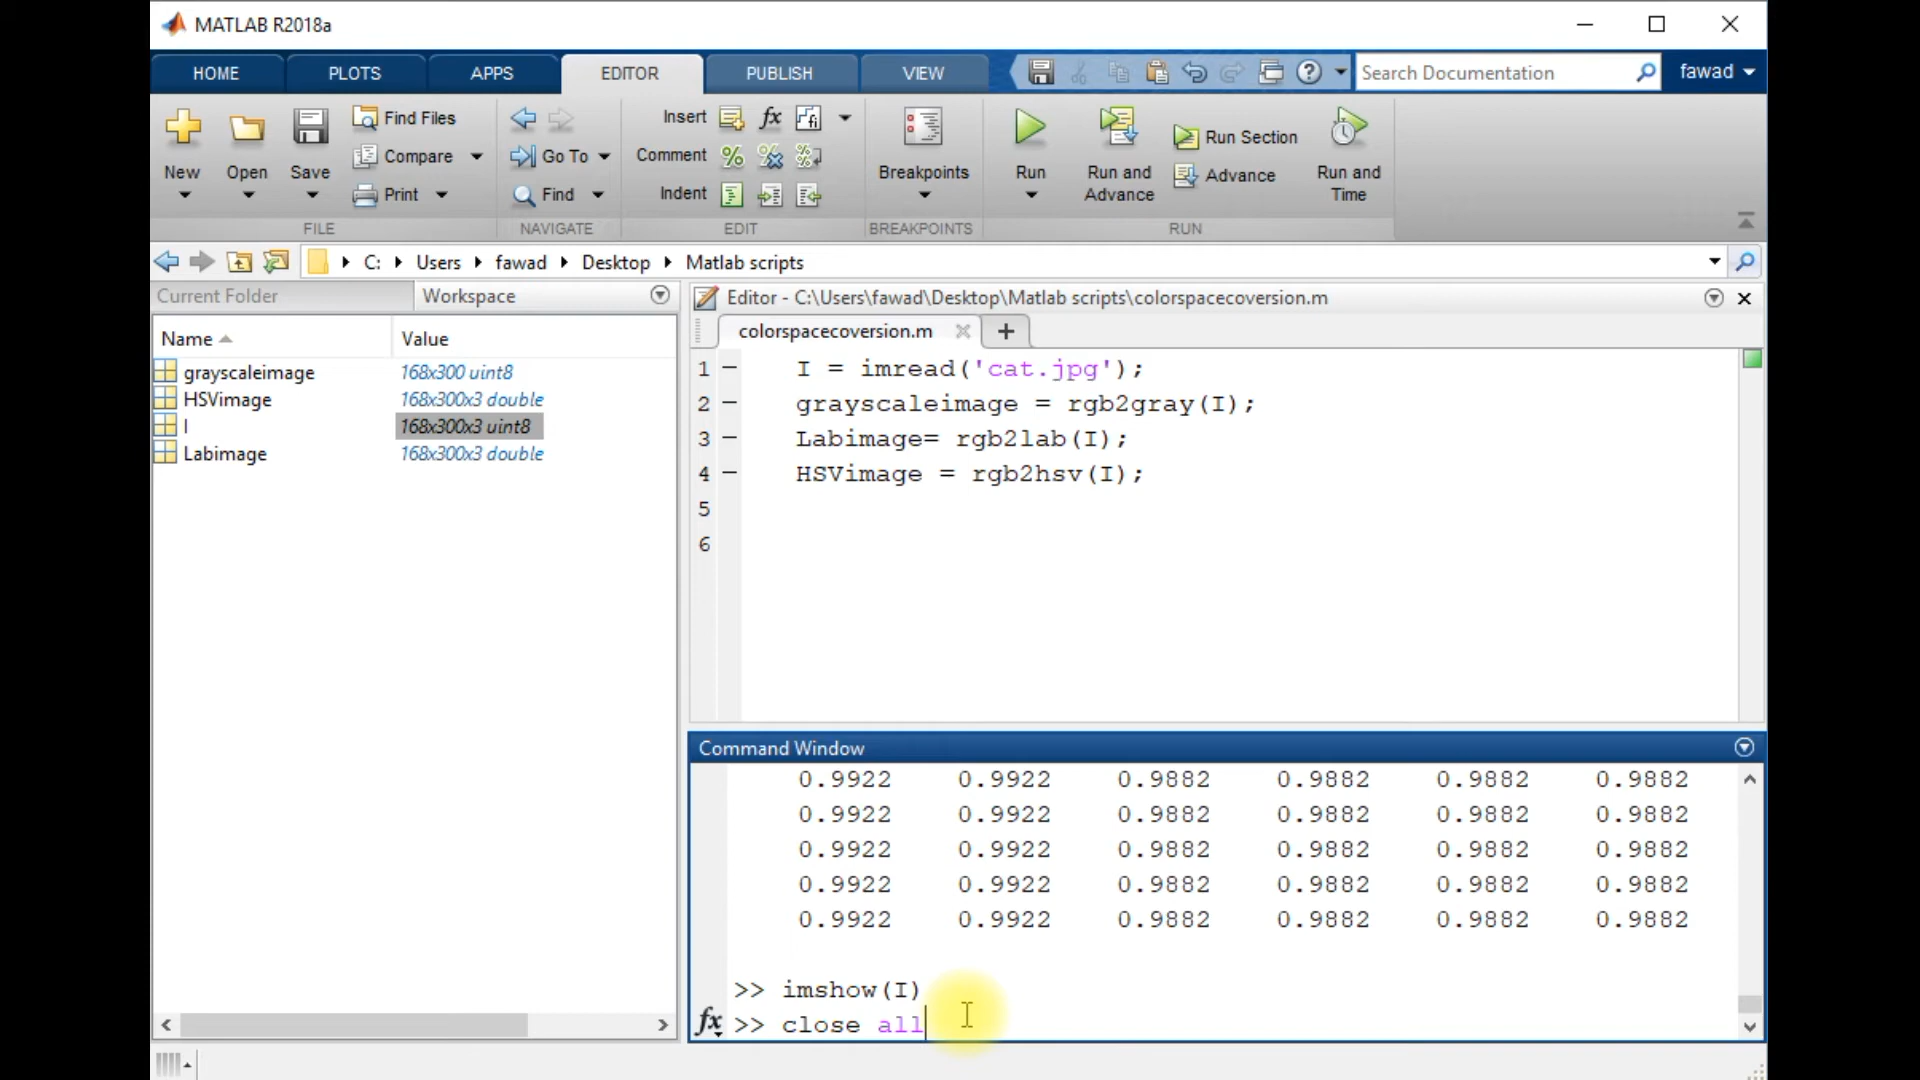 MATLAB R2018a
HOME PLOTS APPS EDITOR PUBLISH VIEW Search Documentation fawad
New Open Save Find Files Compare Print
Go To Find
Insert fx Comment Indent
Breakpoints
Run Run and Advance Run Section Advance Run and Time
FILE NAVIGATE EDIT BREAKPOINTS RUN
C: Users fawad Desktop Matlab scripts
Current Folder Workspace
Name Value
grayscaleimage 168x300 uint8
HSVimage 168x300x3 double
I 168x300x3 uint8
Labimage 168x300x3 double
Editor - C:\Users\fawad\Desktop\Matlab scripts\colorspacecoversion.m
colorspacecoversion.m +
1 I = imread('cat.jpg');
2 grayscaleimage = rgb2gray(I);
3 Labimage= rgb2lab(I);
4 HSVimage = rgb2hsv(I);
5
6
Command Window
0.9922 0.9922 0.9882 0.9882 0.9882 0.9882
0.9922 0.9922 0.9882 0.9882 0.9882 0.9882
0.9922 0.9922 0.9882 0.9882 0.9882 0.9882
0.9922 0.9922 0.9882 0.9882 0.9882 0.9882
0.9922 0.9922 0.9882 0.9882 0.9882 0.9882
>> imshow(I)
fx >> close all